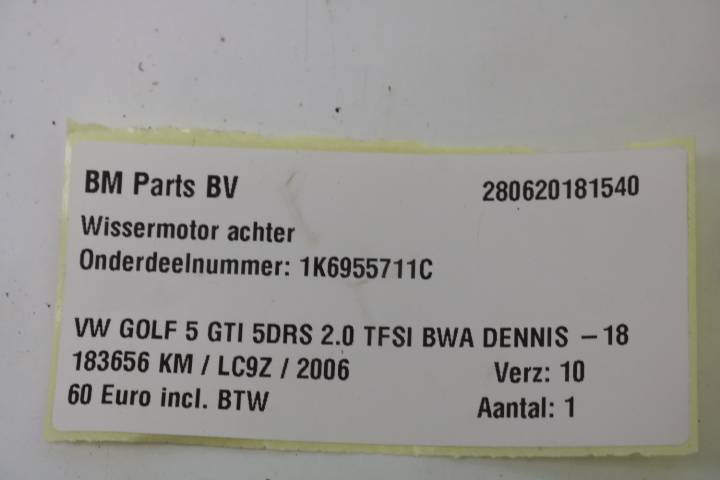 BM Parts BV 280620181540
Wissermotor achter
Onderdeelnummer: 1K6955711C
VW GOLF 5 GTI 5DRS 2.0 TFSI BWA DENNIS – 18
183656 KM / LC9Z / 2006 Verz: 10
60 Euro incl. BTW Aantal: 1